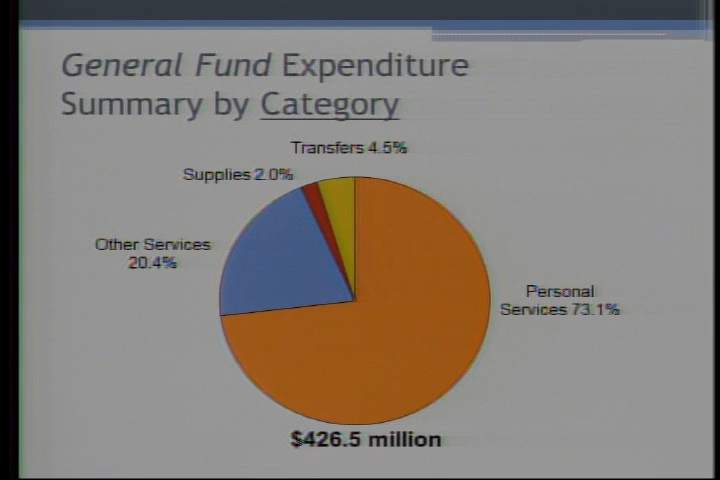 General Fund Expenditure
Summary by Category
Transfers 4.5%
Supplies 2.0%
Other Services
20.4%
Personal
Services 73.1%
$426.5 million